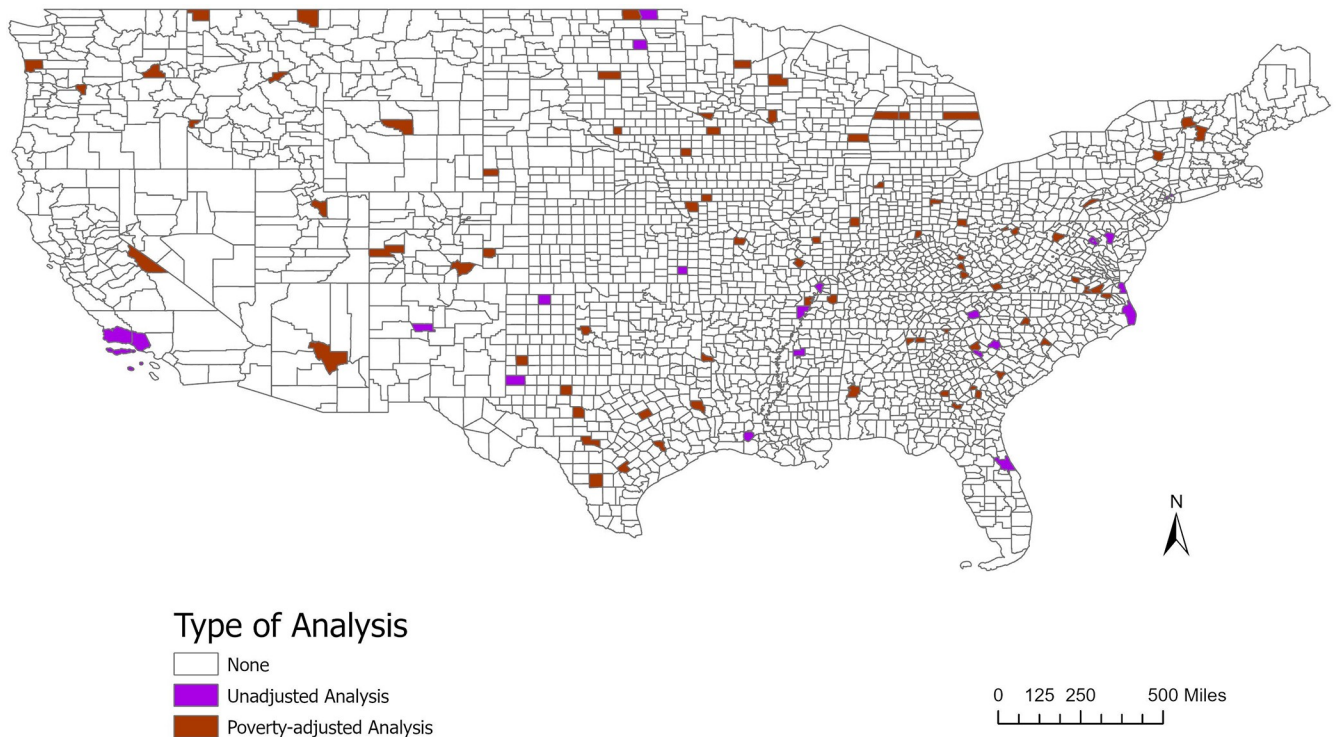 N
Type of Analysis
None
Unadjusted Analysis
Poverty-adjusted Analysis
0 125 250 500 Miles